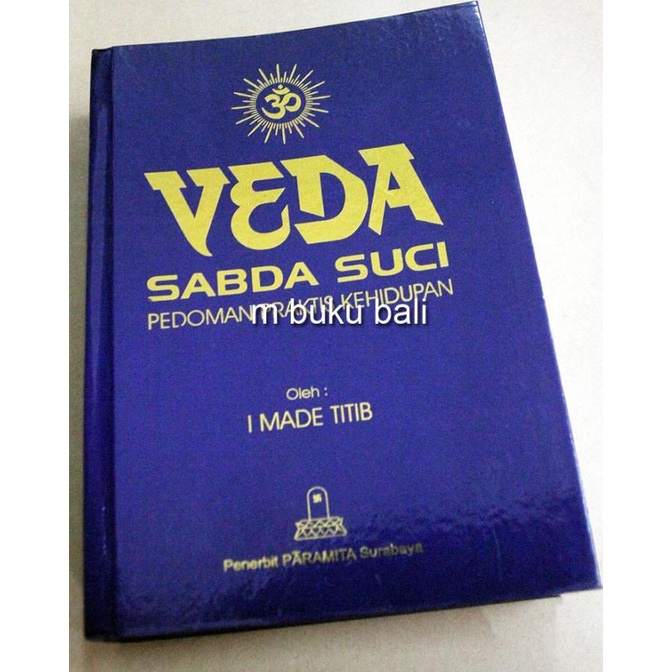 ॐ
VEDA
SABDA SUCI
PEDOMAN PRAKTIS KEHIDUPAN
m buku bali
Oleh :
I MADE TITIB
Penerbit PĀRAMITA Surabaya